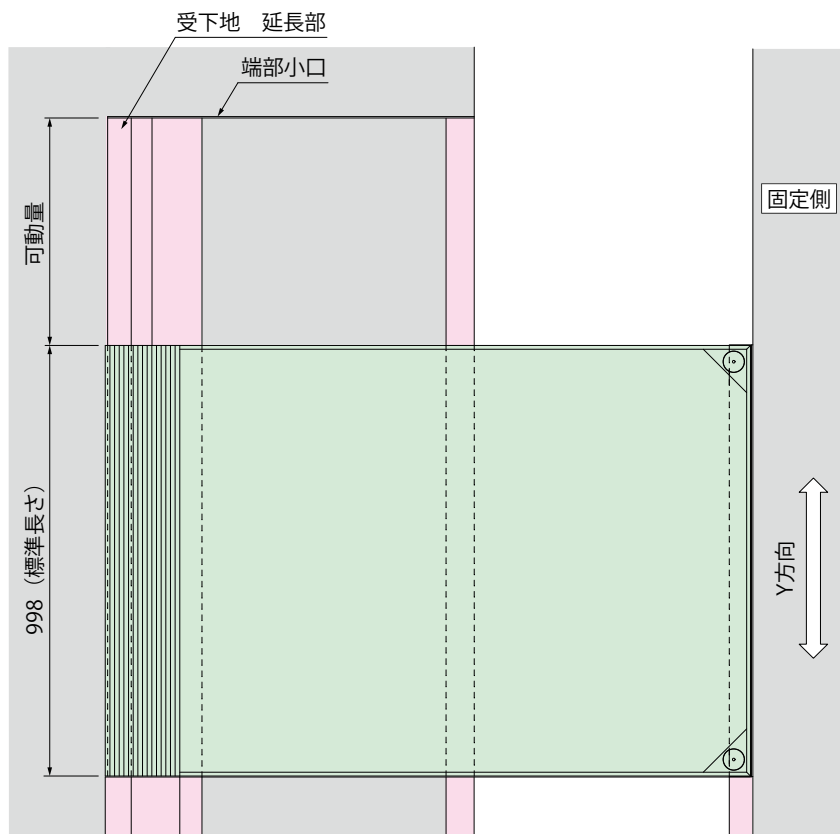 受下地　延長部
端部小口
可動量
固定側
998（標準長さ）
Y方向